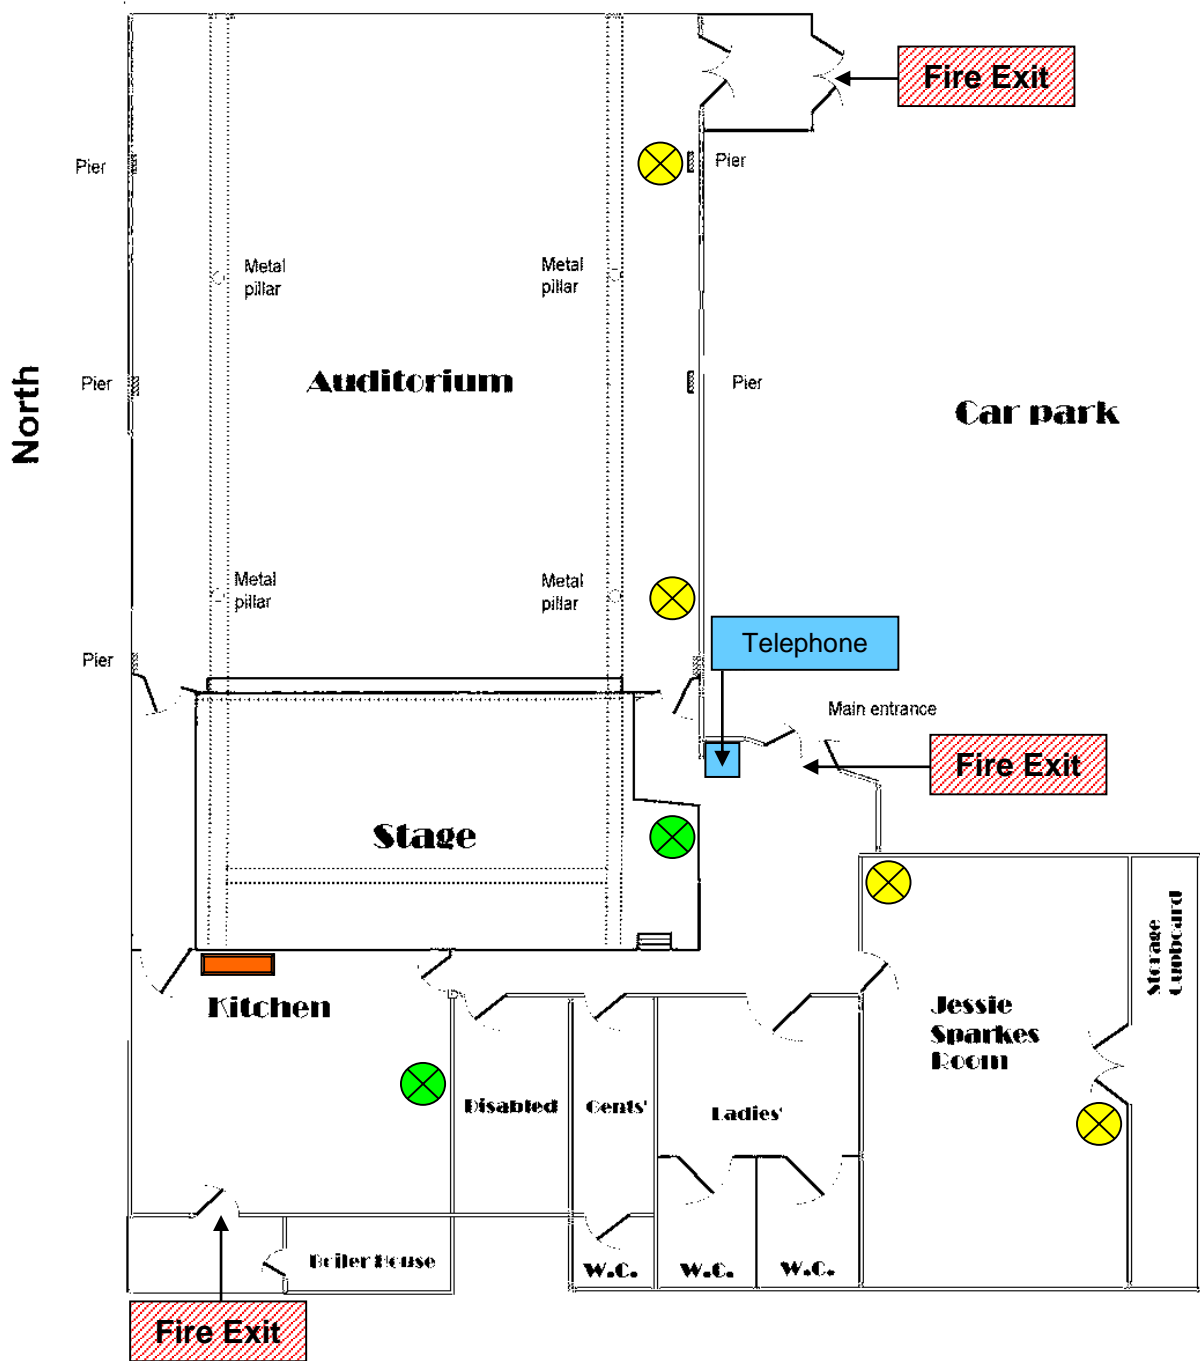 Fire Exit
Pier
Pier
Metal
pillar
Metal
pillar
North
Auditorium
Pier
Pier
Car park
Metal
pillar
Metal
pillar
Telephone
Pier
Main entrance
Fire Exit
Stage
Storage
Cupboard
Kitchen
Jessie
Sparkes
Room
Disabled
Gents'
Ladies'
Boiler House
W.C.
W.C.
W.C.
Fire Exit